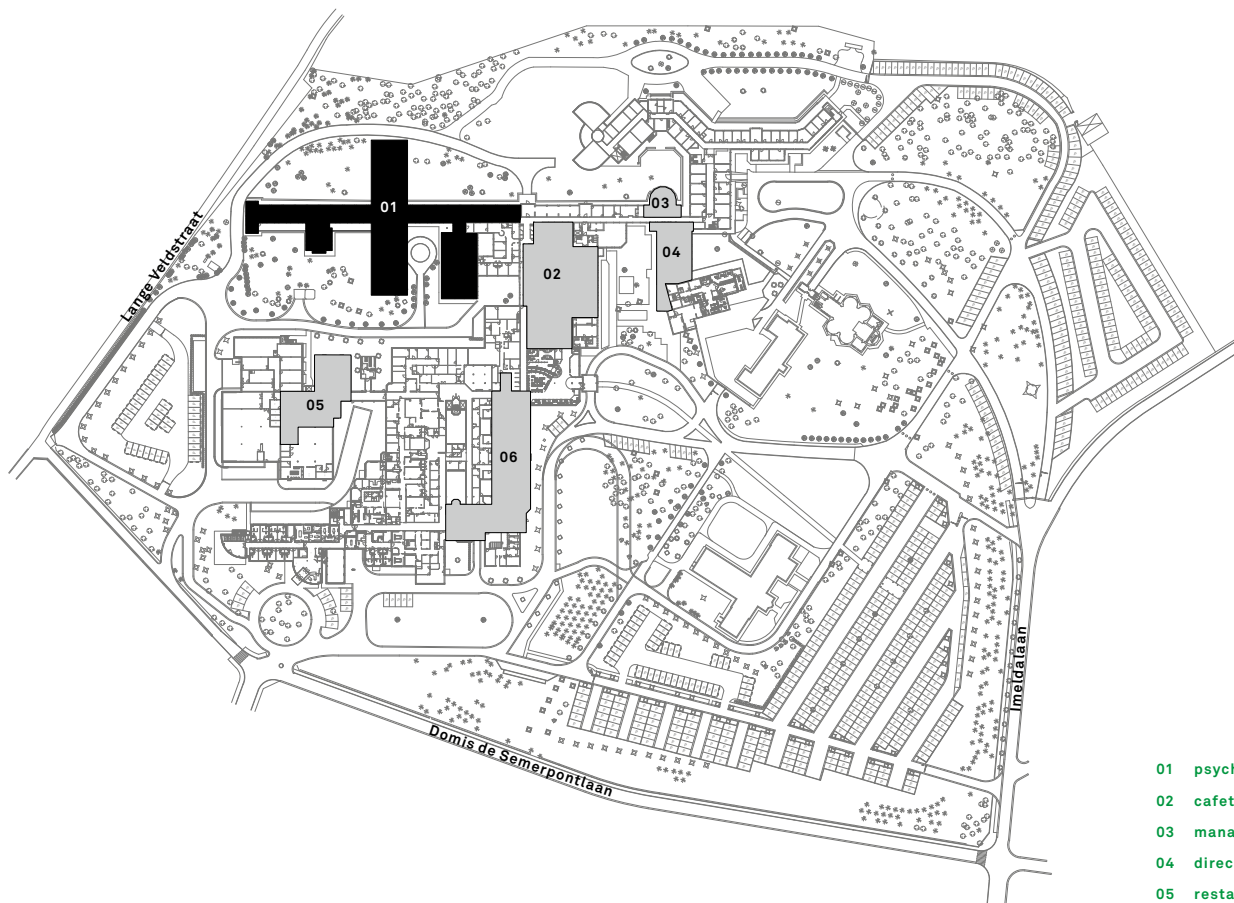 01
03
04
02
05
06
Lange Veldstraat
Domis de Semerpontlaan
Imeldalaan
01 psych
02 cafet
03 mana
04 direc
05 resta